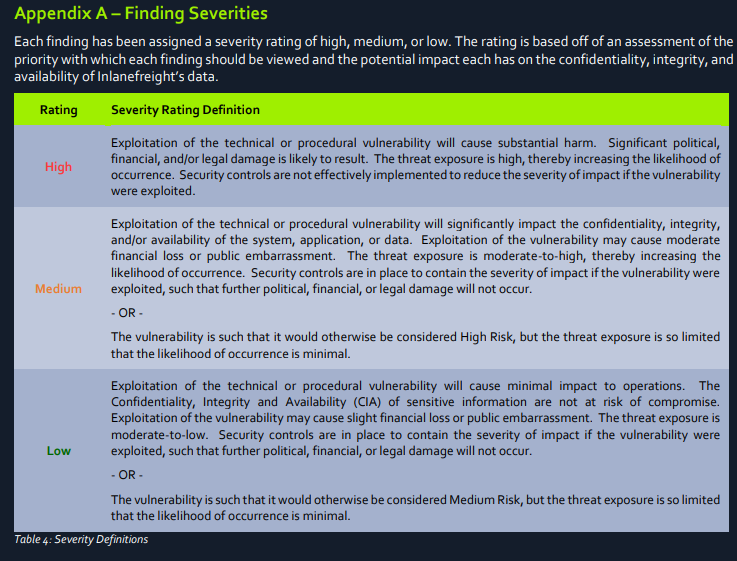 Appendix A – Finding Severities
Each finding has been assigned a severity rating of high, medium, or low. The rating is based off of an assessment of the
priority with which each finding should be viewed and the potential impact each has on the confidentiality, integrity, and
availability of Inlanefreight's data.
Rating Severity Rating Definition
Exploitation of the technical or procedural vulnerability will cause substantial harm. Significant political,
financial, and/or legal damage is likely to result. The threat exposure is high, thereby increasing the likelihood of
High
occurrence. Security controls are not effectively implemented to reduce the severity of impact if the vulnerability
were exploited.
Exploitation of the technical or procedural vulnerability will significantly impact the confidentiality, integrity,
and/or availability of the system, application, or data. Exploitation of the vulnerability may cause moderate
financial loss or public embarrassment. The threat exposure is moderate-to-high, thereby increasing the
likelihood of occurrence. Security controls are in place to contain the severity of impact if the vulnerability were
Medium
exploited, such that further political, financial, or legal damage will not occur.
- OR -
The vulnerability is such that it would otherwise be considered High Risk, but the threat exposure is so limited
that the likelihood of occurrence is minimal.
Exploitation of the technical or procedural vulnerability will cause minimal impact to operations. The
Confidentiality, Integrity and Availability (CIA) of sensitive information are not at risk of compromise.
Exploitation of the vulnerability may cause slight financial loss or public embarrassment. The threat exposure is
moderate-to-low. Security controls are in place to contain the severity of impact if the vulnerability were
Low
exploited, such that further political, financial, or legal damage will not occur.
- OR -
The vulnerability is such that it would otherwise be considered Medium Risk, but the threat exposure is so limited
that the likelihood of occurrence is minimal.
Table 4: Severity Definitions